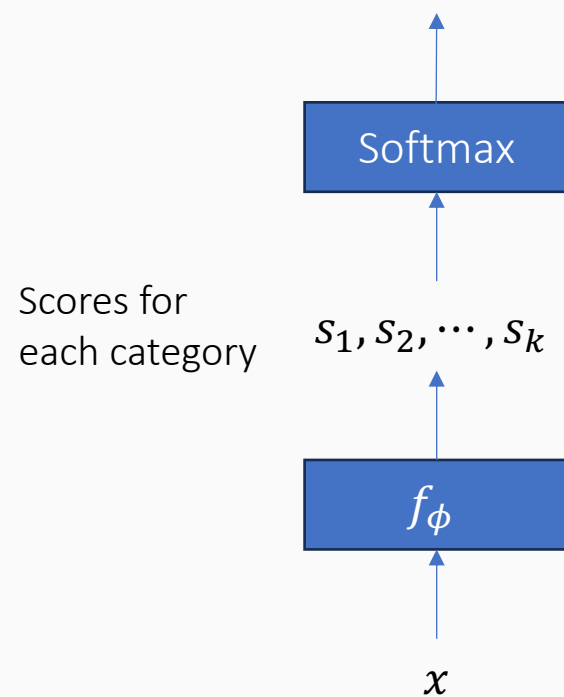 Softmax
Scores for
each category
s₁, s₂, ⋯, sₖ
f_ϕ
x